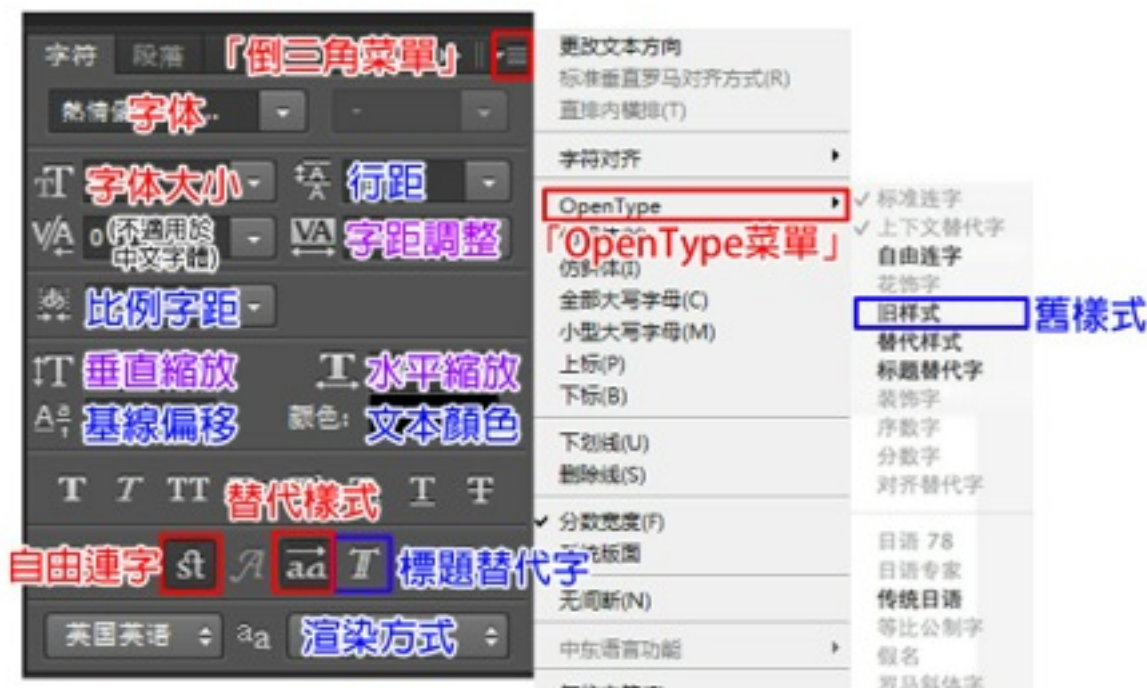 字符 段落 「倒三角菜單」
字体
字体大小 行距
(不適用於
中文字體) 字距調整
比例字距
垂直縮放 水平縮放
基線偏移 顏色: 文本顏色
替代樣式
自由連字 標題替代字
英国英语 渲染方式
更改文本方向
标准垂直罗马对齐方式(R)
直排内横排(T)
字符对齐
OpenType
「OpenType菜單」
仿斜体(I)
全部大写字母(C)
小型大写字母(M)
上标(P)
下标(B)
下划线(U)
删除线(S)
分数宽度(F)
系统版面
无间断(N)
中东语言功能
标准连字
上下文替代字
自由连字
花饰字
旧样式 舊樣式
替代样式
标题替代字
装饰字
序数字
分数字
对齐替代字
日语 78
日语专家
传统日语
等比公制字
假名
罗马斜体字